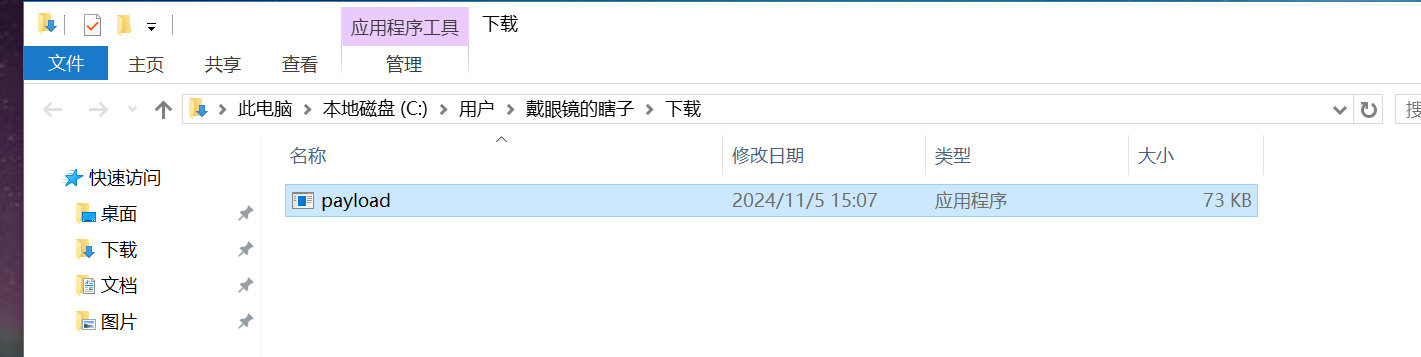 应用程序工具 下载
文件 主页 共享 查看 管理
此电脑 本地磁盘 (C:) 用户 戴眼镜的瞎子 下载 搜
名称 修改日期 类型 大小
快速访问
payload 2024/11/5 15:07 应用程序 73 KB
桌面
下载
文档
图片